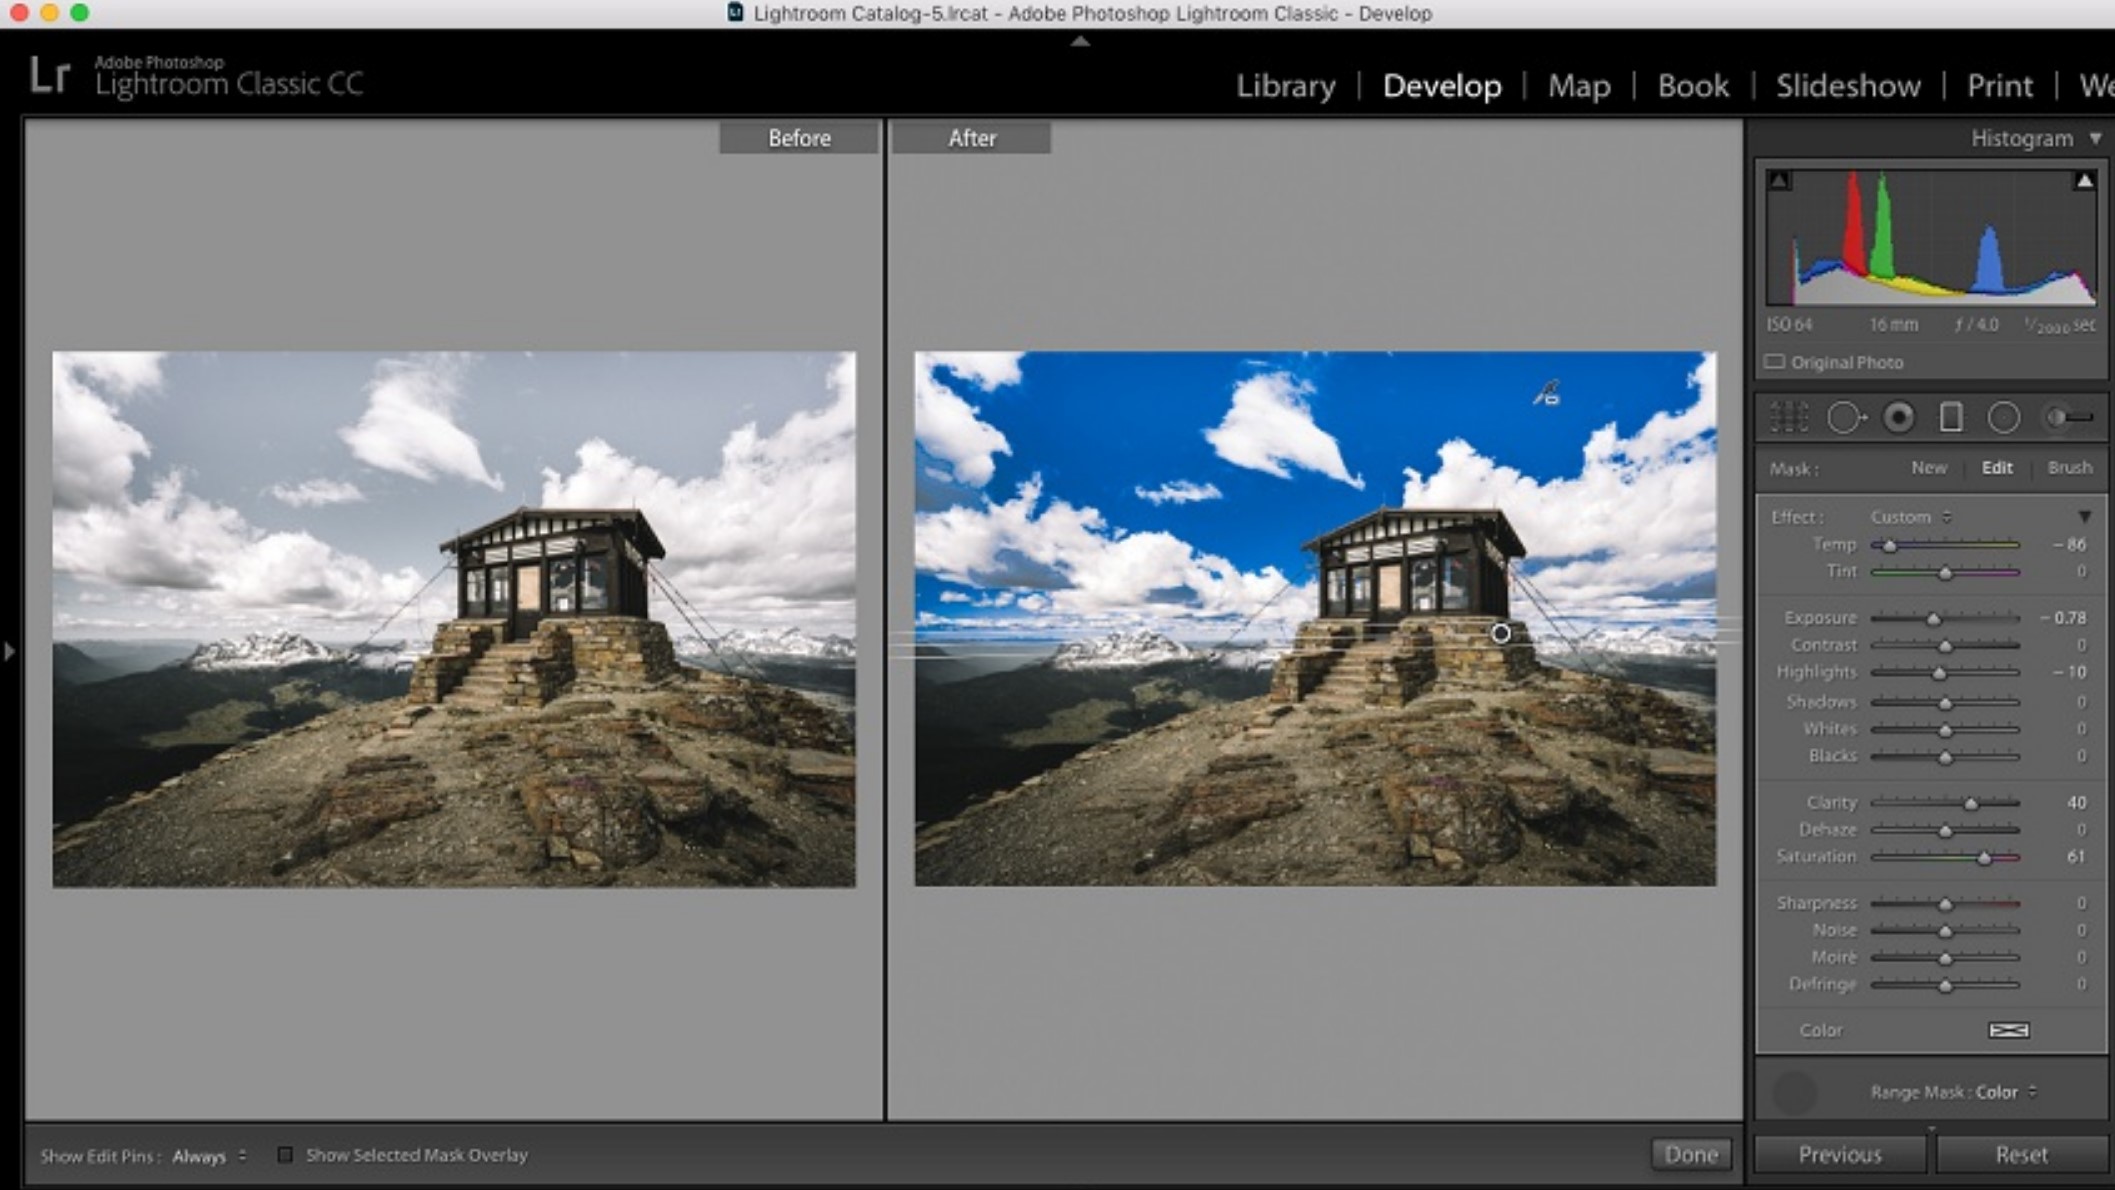 Lightroom Catalog-5.lrcat - Adobe Photoshop Lightroom Classic - Develop
Lr
Adobe Photoshop
Lightroom Classic CC
Library | Develop | Map | Book | Slideshow | Print | We
Before
After
Histogram
ISO 64 16 mm ƒ / 4.0 1/2000 sec
Original Photo
Mask : New Edit Brush
Effect : Custom
Temp – 86
Tint 0
Exposure – 0.78
Contrast 0
Highlights – 10
Shadows 0
Whites 0
Blacks 0
Clarity 40
Dehaze 0
Saturation 61
Sharpness 0
Noise 0
Moiré 0
Defringe 0
Color
Range Mask : Color
Show Edit Pins : Always Show Selected Mask Overlay Done Previous Reset